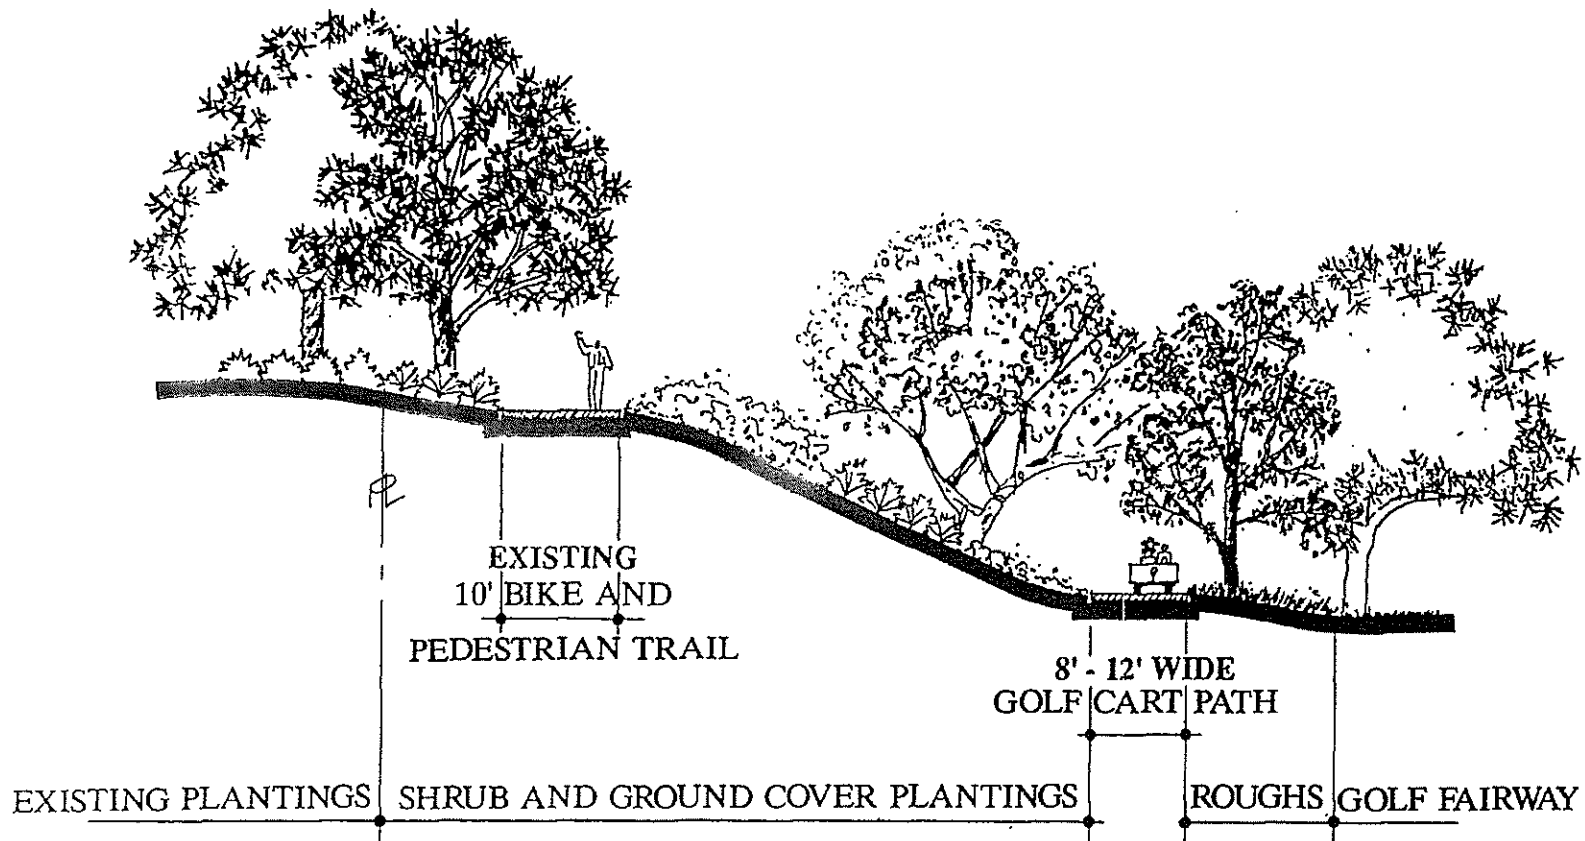 PL
EXISTING
10' BIKE AND
PEDESTRIAN TRAIL
8' - 12' WIDE
GOLF CART PATH
EXISTING PLANTINGS
SHRUB AND GROUND COVER PLANTINGS
ROUGHS
GOLF FAIRWAY